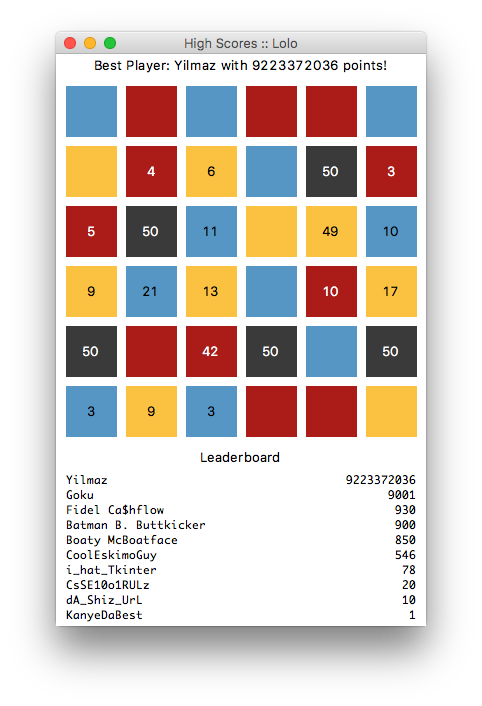 High Scores :: Lolo
Best Player: Yilmaz with 9223372036 points!
4 6 50 3
5 50 11 49 10
9 21 13 10 17
50 42 50 50
3 9 3
Leaderboard
Yilmaz 9223372036
Goku 9001
Fidel Ca$hflow 930
Batman B. Buttkicker 900
Boaty McBoatface 850
CoolEskimoGuy 546
i_hat_Tkinter 78
CsSE10o1RULz 20
dA_Shiz_UrL 10
KanyeDaBest 1